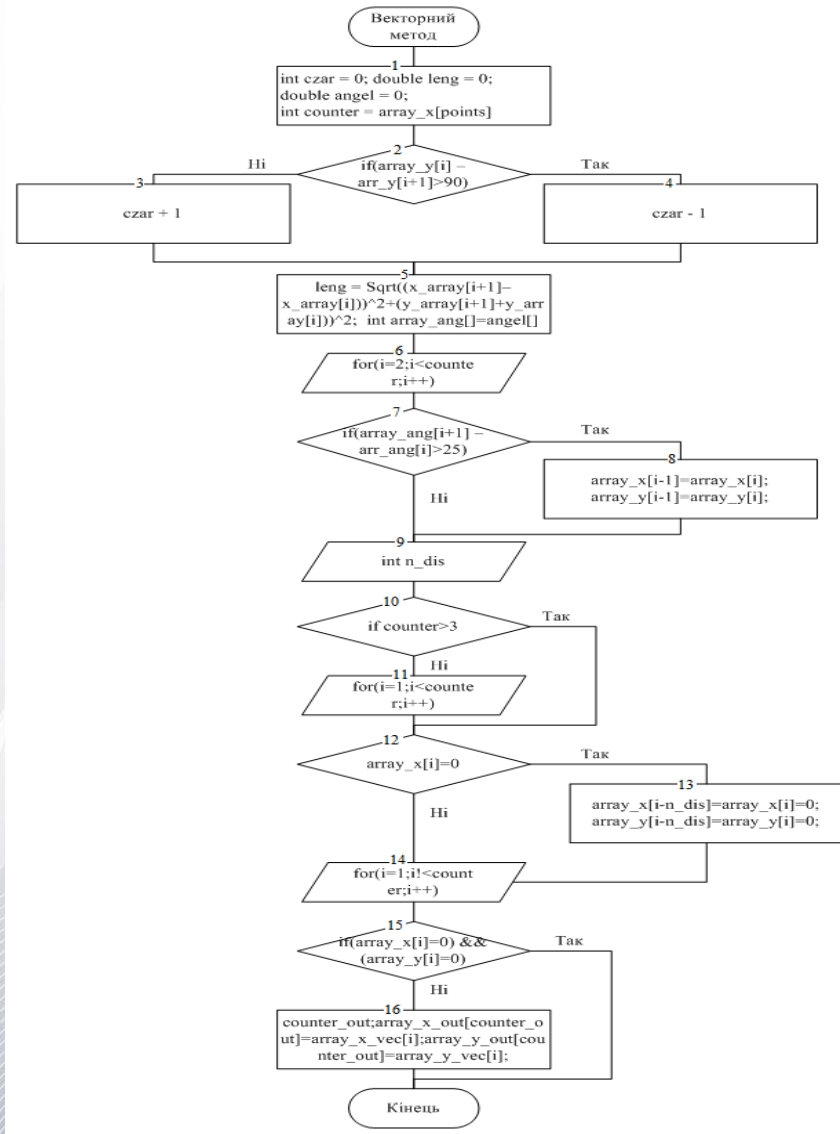 Векторний
метод
1
int czar = 0; double leng = 0;
double angel = 0;
int counter = array_x[points]
2
if(array_y[i] –
arr_y[i+1]>90)
Ні
Так
3
czar + 1
4
czar - 1
5
leng = Sqrt((x_array[i+1]–
x_array[i]))^2+(y_array[i+1]+y_arr
ay[i]))^2; int array_ang[]=angel[]
6
for(i=2;i<counte
r;i++)
7
if(array_ang[i+1] –
arr_ang[i]>25)
Так
Ні
8
array_x[i-1]=array_x[i];
array_y[i-1]=array_y[i];
9
int n_dis
10
if counter>3
Так
Ні
11
for(i=1;i<counte
r;i++)
12
array_x[i]=0
Так
Ні
13
array_x[i-n_dis]=array_x[i]=0;
array_y[i-n_dis]=array_y[i]=0;
14
for(i=1;i!<count
er;i++)
15
if(array_x[i]=0) &&
(array_y[i]=0)
Так
Ні
16
counter_out;array_x_out[counter_o
ut]=array_x_vec[i];array_y_out[cou
nter_out]=array_y_vec[i];
Кінець